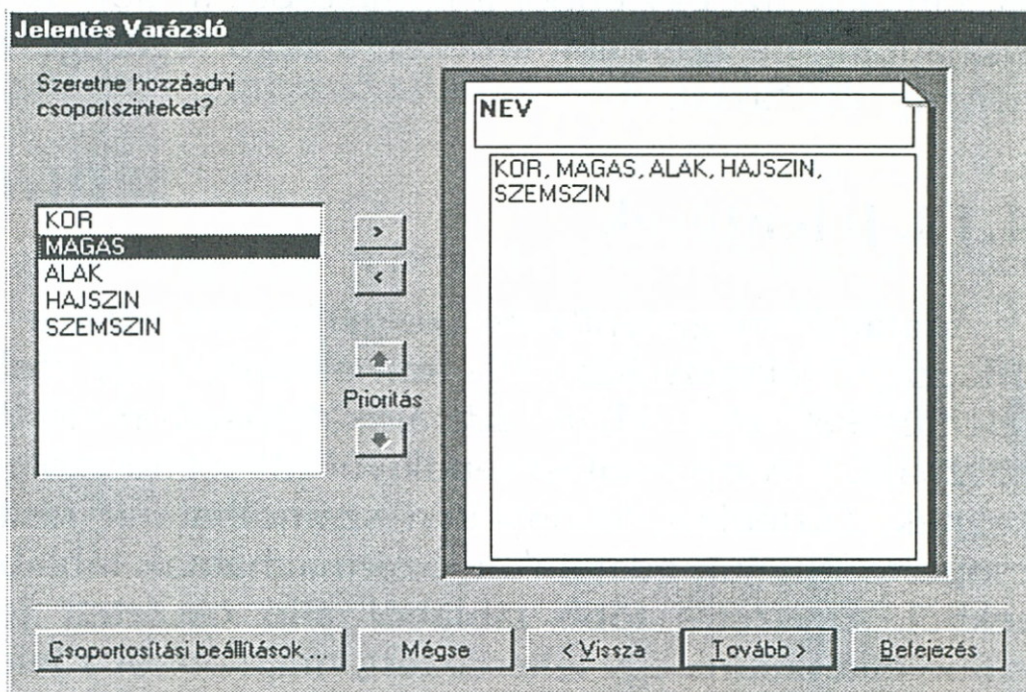 Jelentés Varázsló
Szeretne hozzáadni
csoportszinteket?
KOR
MAGAS
ALAK
HAJSZIN
SZEMSZIN
>
<
Prioritás
NEV
KOR, MAGAS, ALAK, HAJSZIN,
SZEMSZIN
Csoportosítási beállítások ...
Mégse
< Vissza
Tovább >
Befejezés